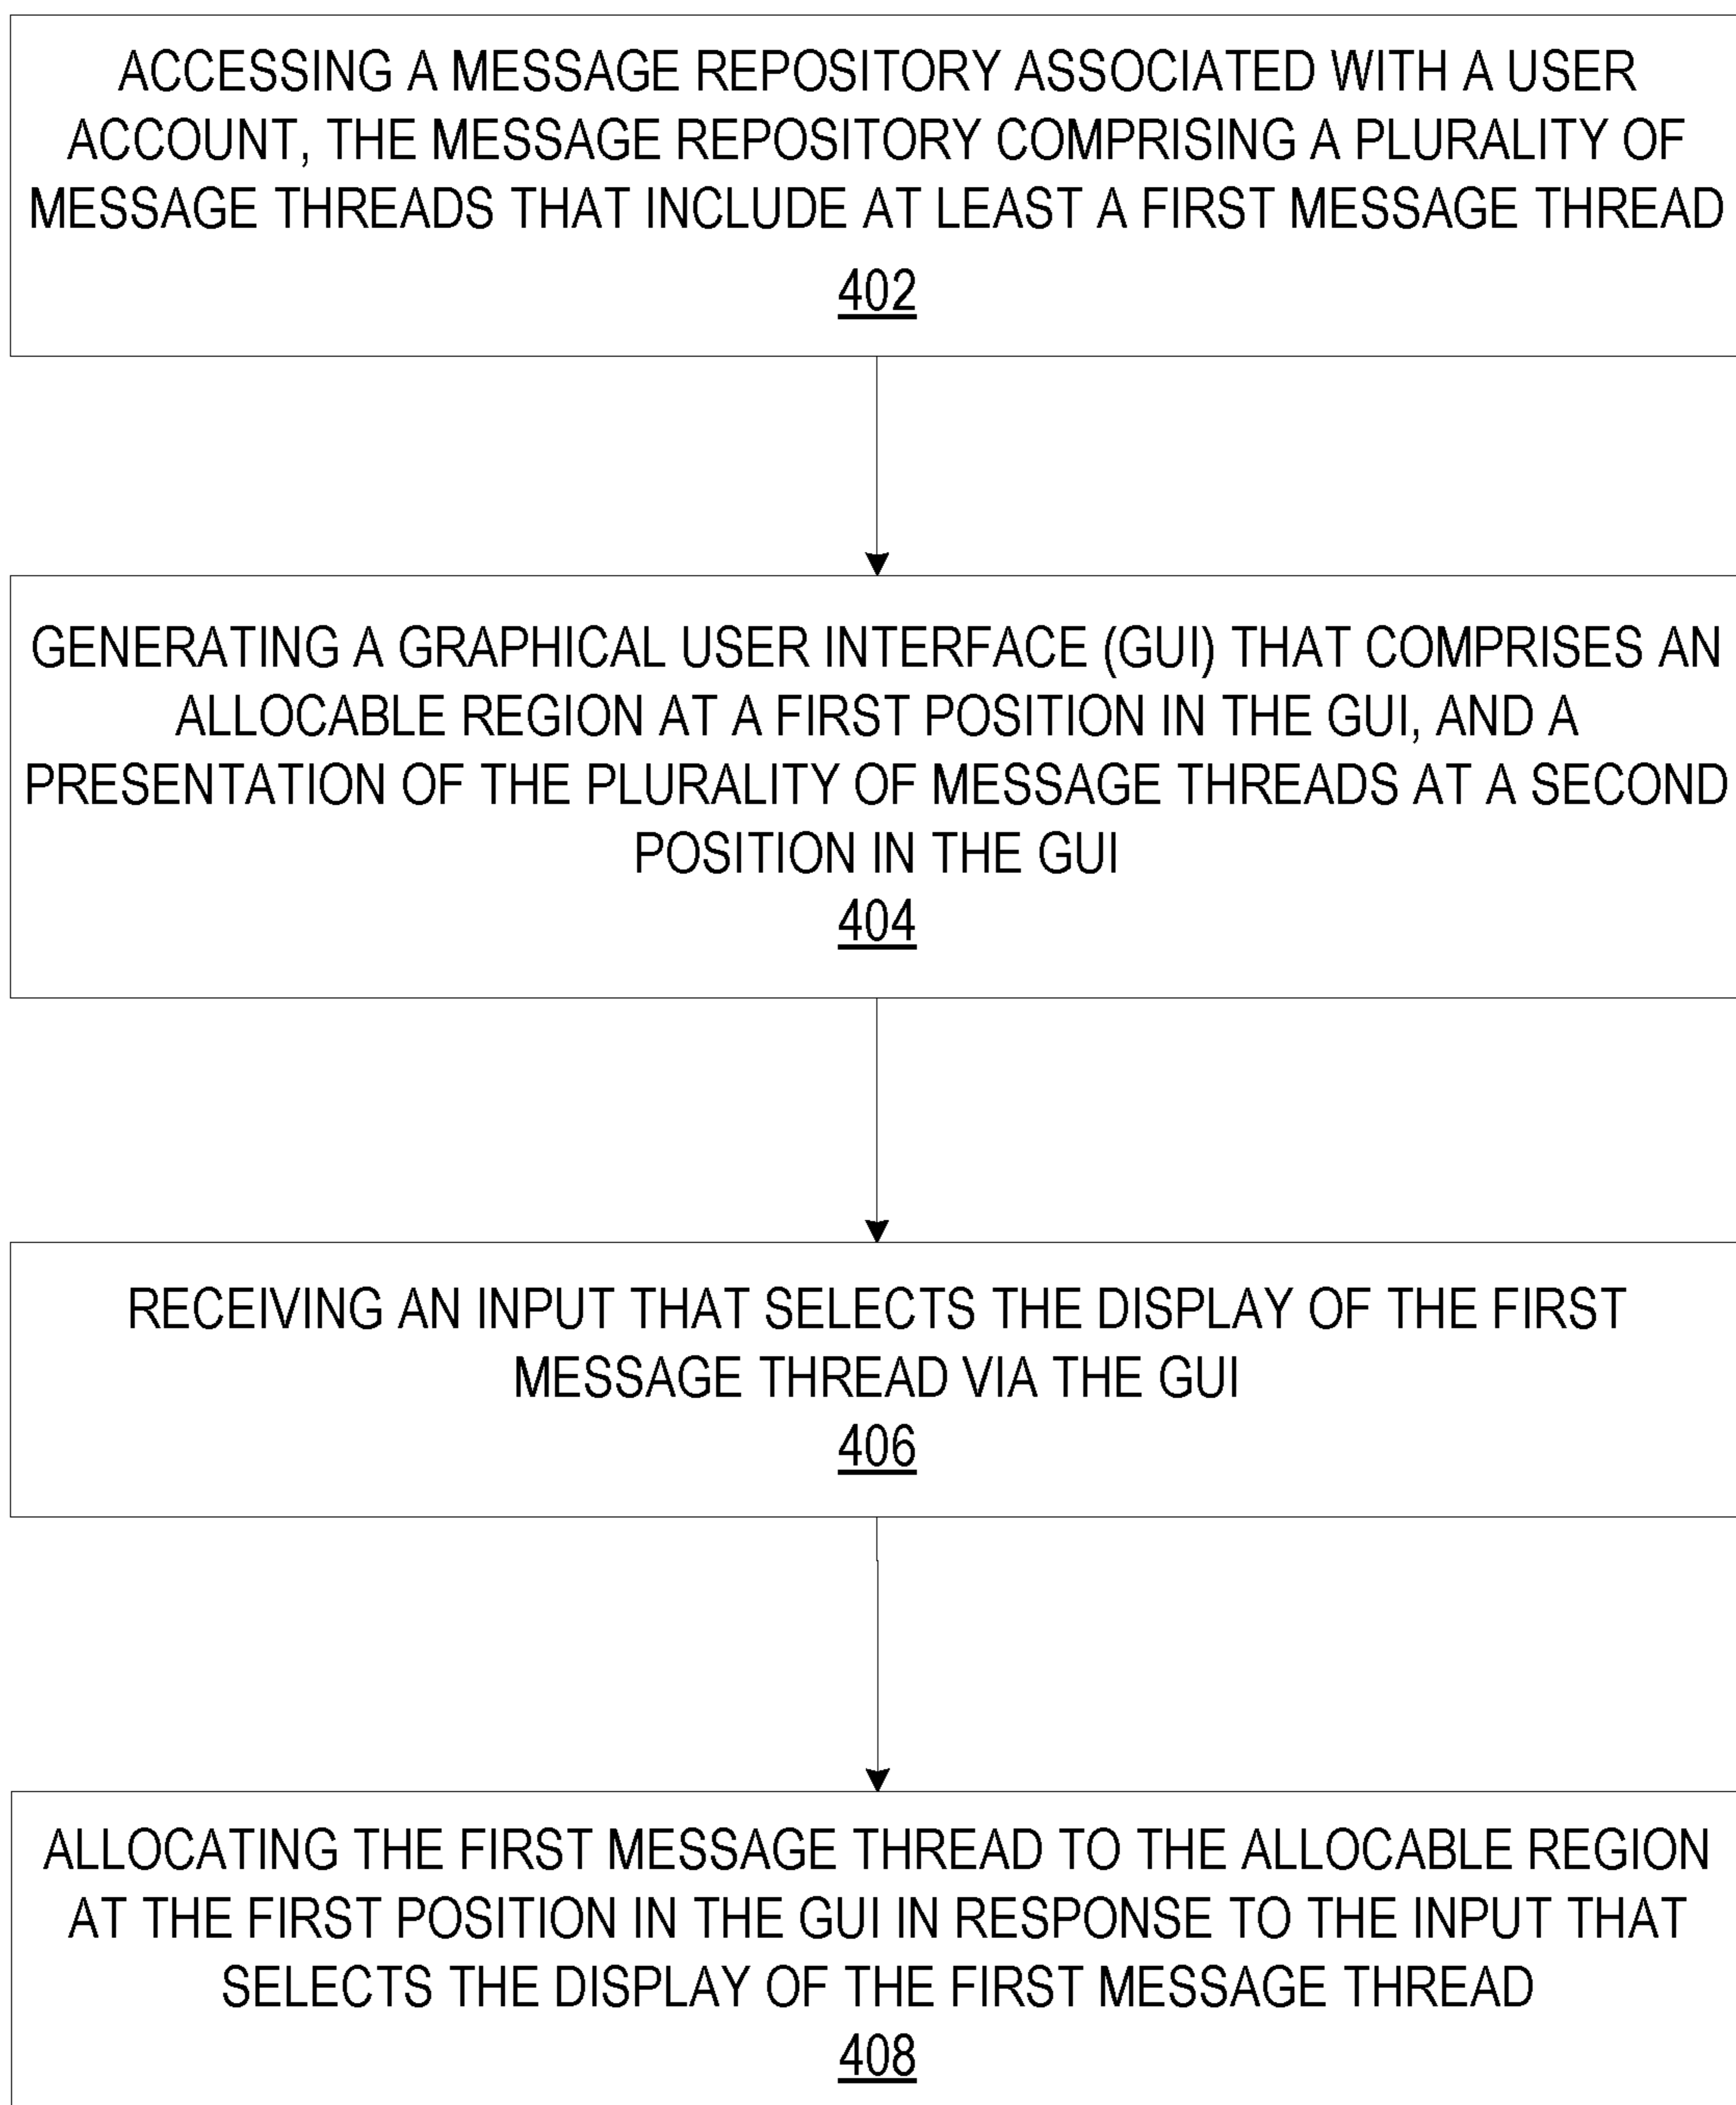 ACCESSING A MESSAGE REPOSITORY ASSOCIATED WITH A USER
ACCOUNT, THE MESSAGE REPOSITORY COMPRISING A PLURALITY OF
MESSAGE THREADS THAT INCLUDE AT LEAST A FIRST MESSAGE THREAD
402
GENERATING A GRAPHICAL USER INTERFACE (GUI) THAT COMPRISES AN
ALLOCABLE REGION AT A FIRST POSITION IN THE GUI, AND A
PRESENTATION OF THE PLURALITY OF MESSAGE THREADS AT A SECOND
POSITION IN THE GUI
404
RECEIVING AN INPUT THAT SELECTS THE DISPLAY OF THE FIRST
MESSAGE THREAD VIA THE GUI
406
ALLOCATING THE FIRST MESSAGE THREAD TO THE ALLOCABLE REGION
AT THE FIRST POSITION IN THE GUI IN RESPONSE TO THE INPUT THAT
SELECTS THE DISPLAY OF THE FIRST MESSAGE THREAD
408